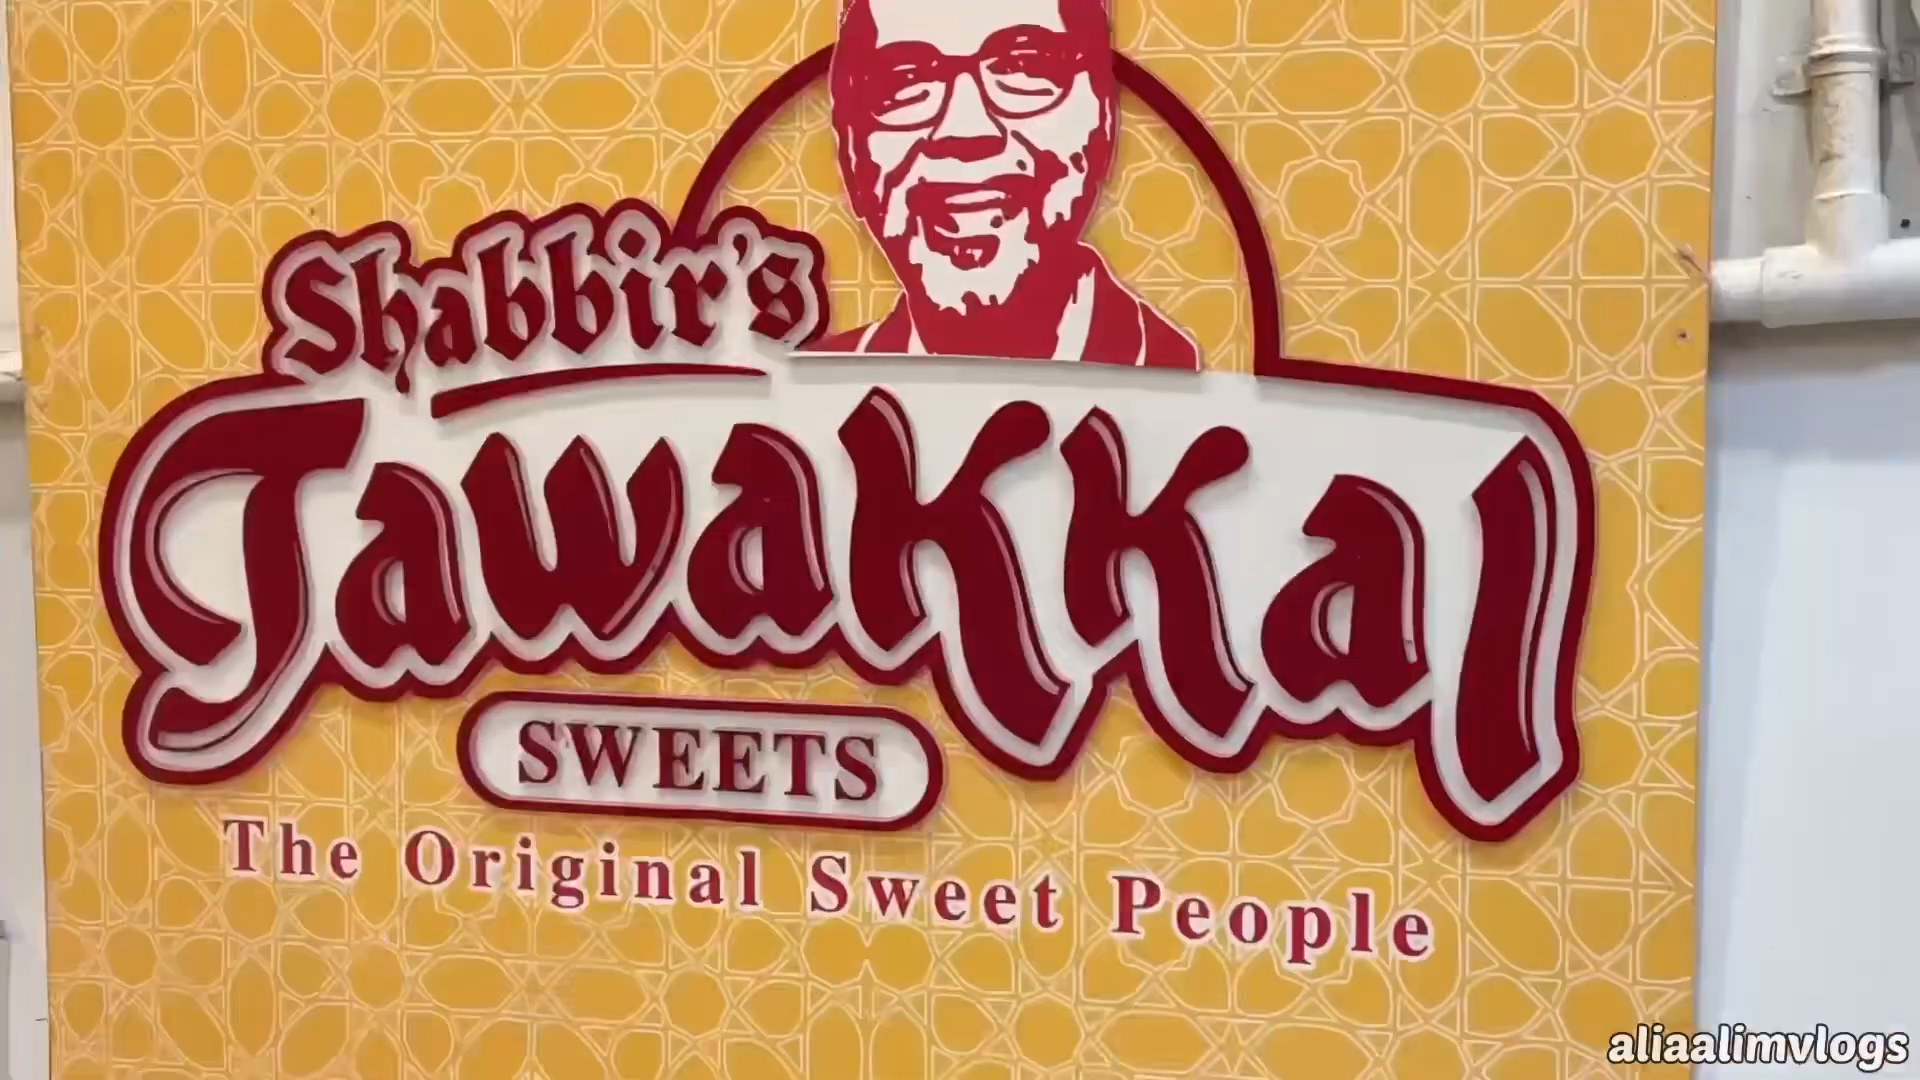 Shabbir's
Tawakkal
SWEETS
The Original Sweet People
aliaalimvlogs